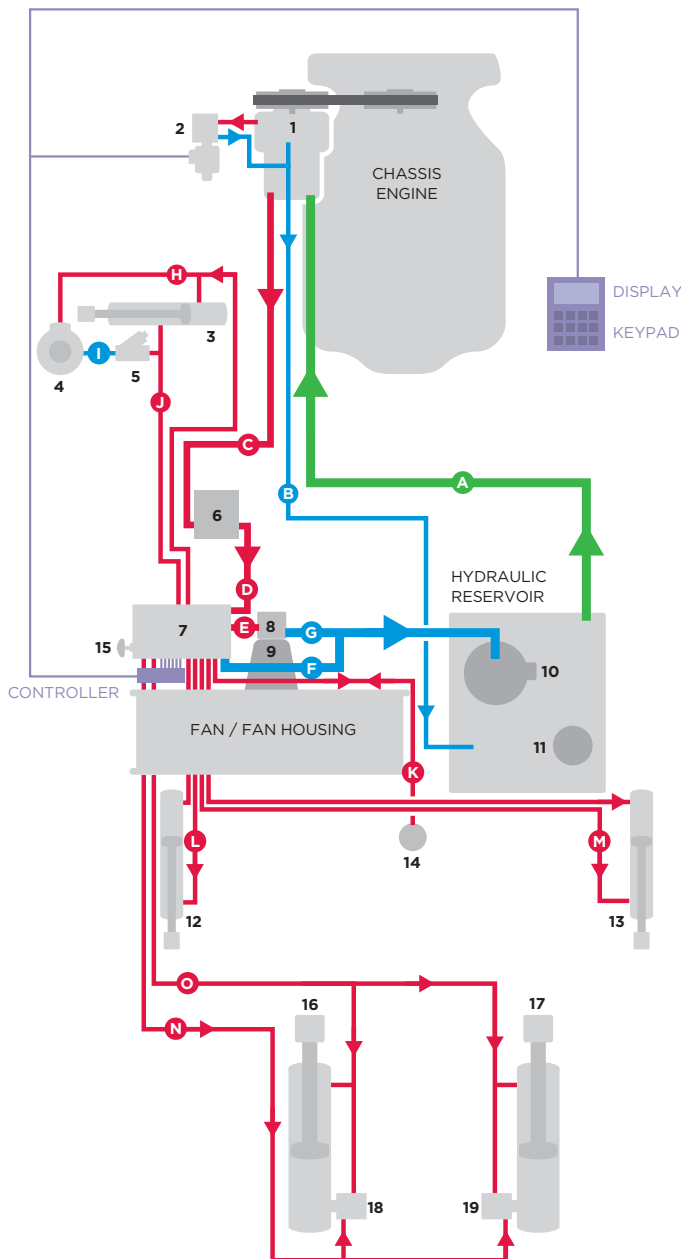 1
2
CHASSIS
ENGINE
H
DISPLAY
3
KEYPAD
I
4
5
J
C
A
B
6
HYDRAULIC
RESERVOIR
D
7
E
8
G
15
9
F
10
CONTROLLER
FAN / FAN HOUSING
11
K
L
14
M
12
13
O
16
17
N
18
19